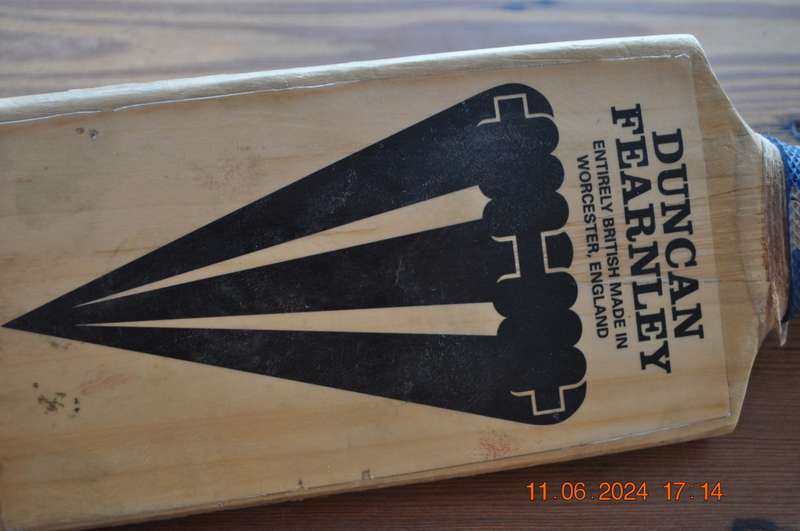 DUNCAN
FEARNLEY
ENTIRELY BRITISH MADE IN
WORCESTER, ENGLAND
11.06.2024 17:14